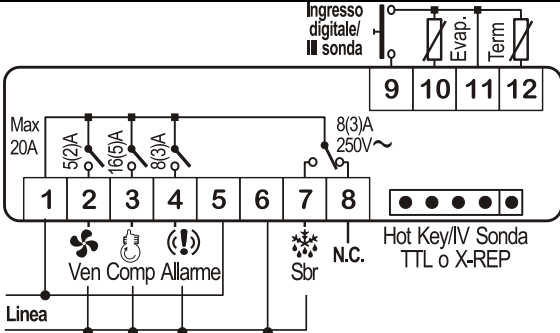 Ingresso
digitale/
III sonda
Evap.
Term
9 10 11 12
Max
20A
5(2)A
16(5)A
8(3)A
8(3)A
250V~
1 2 3 4 5 6 7 8
Ven Comp Allarme
Sbr
N.C.
Hot Key/IV Sonda
TTL o X-REP
Linea